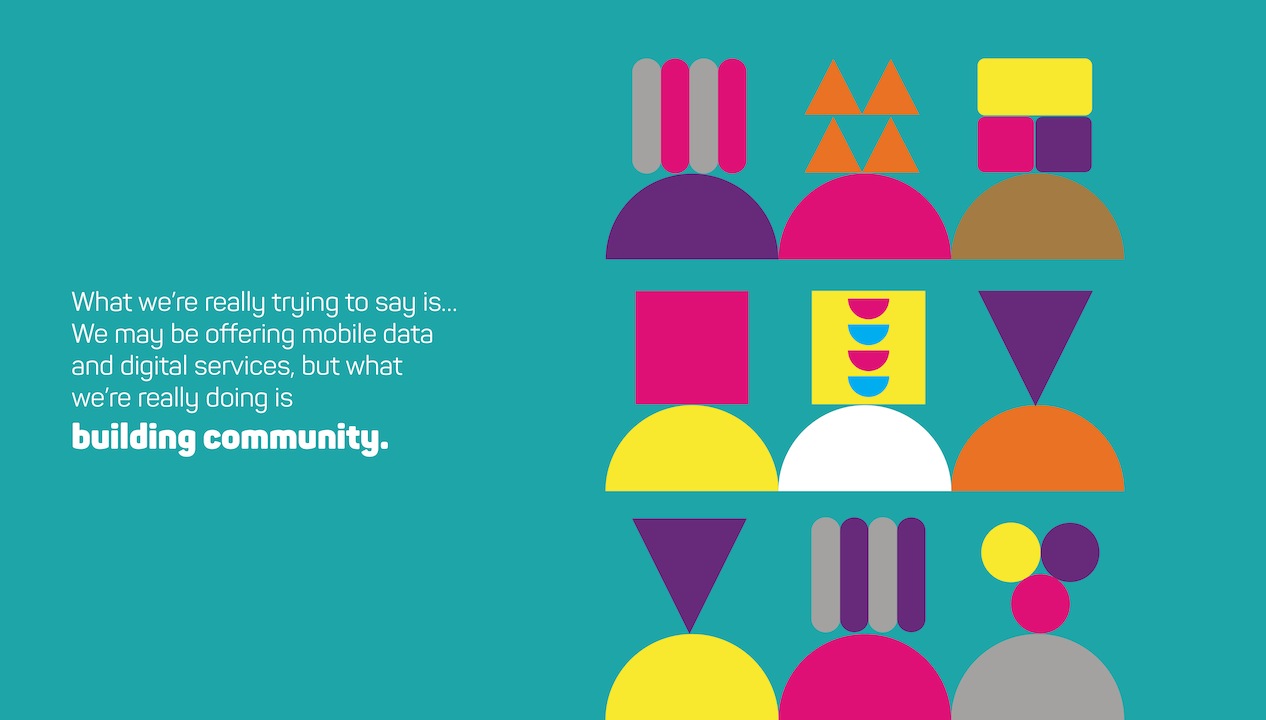 What we’re really trying to say is...
We may be offering mobile data
and digital services, but what
we’re really doing is
building community.